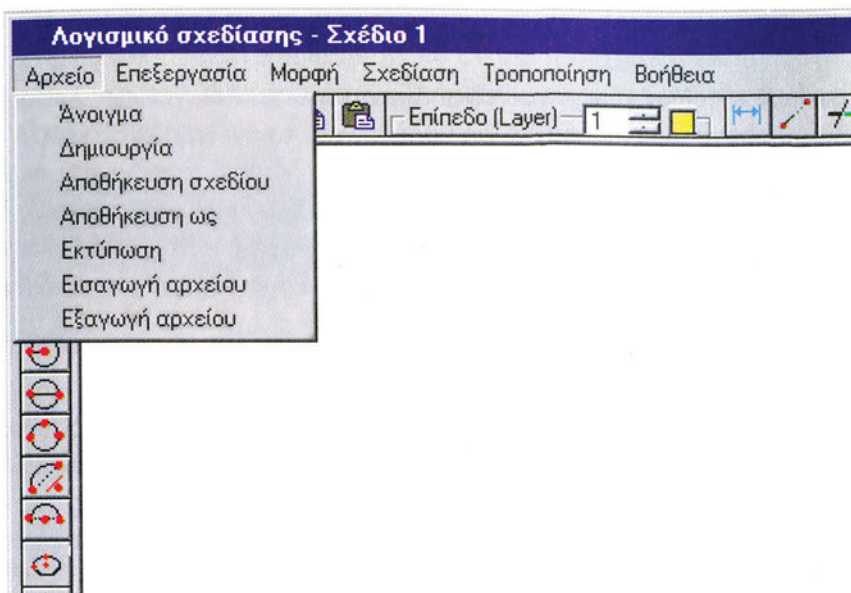 Λογισμικό σχεδίασης - Σχέδιο 1
Αρχείο Επεξεργασία Μορφή Σχεδίαση Τροποποίηση Βοήθεια
Άνοιγμα
Επίπεδο (Layer) 1
Δημιουργία
Αποθήκευση σχεδίου
Αποθήκευση ως
Εκτύπωση
Εισαγωγή αρχείου
Εξαγωγή αρχείου